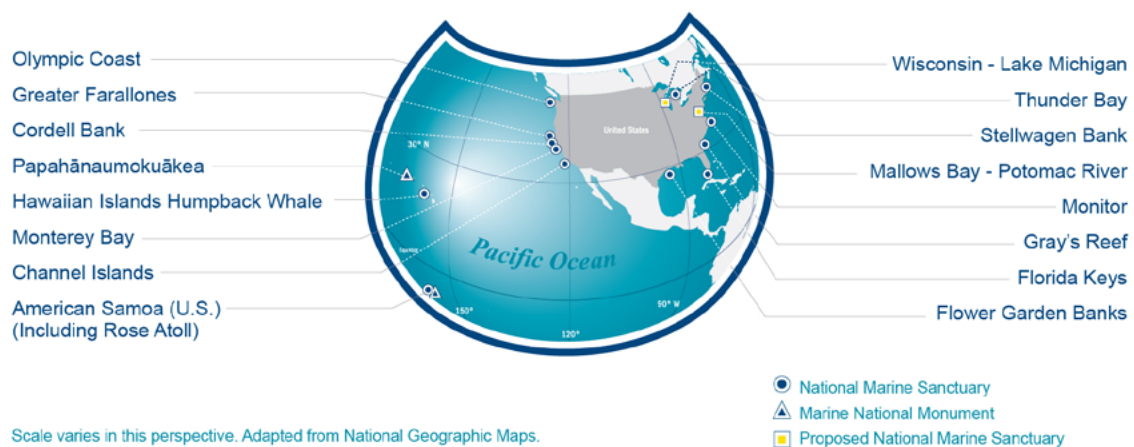 Olympic Coast
Greater Farallones
Cordell Bank
Papahānaumokuākea
Hawaiian Islands Humpback Whale
Monterey Bay
Channel Islands
American Samoa (U.S.)
(Including Rose Atoll)
Wisconsin - Lake Michigan
Thunder Bay
Stellwagen Bank
Mallows Bay - Potomac River
Monitor
Gray's Reef
Florida Keys
Flower Garden Banks
United States
30° N
Pacific Ocean
150°
120°
90° W
National Marine Sanctuary
Marine National Monument
Proposed National Marine Sanctuary
Scale varies in this perspective. Adapted from National Geographic Maps.